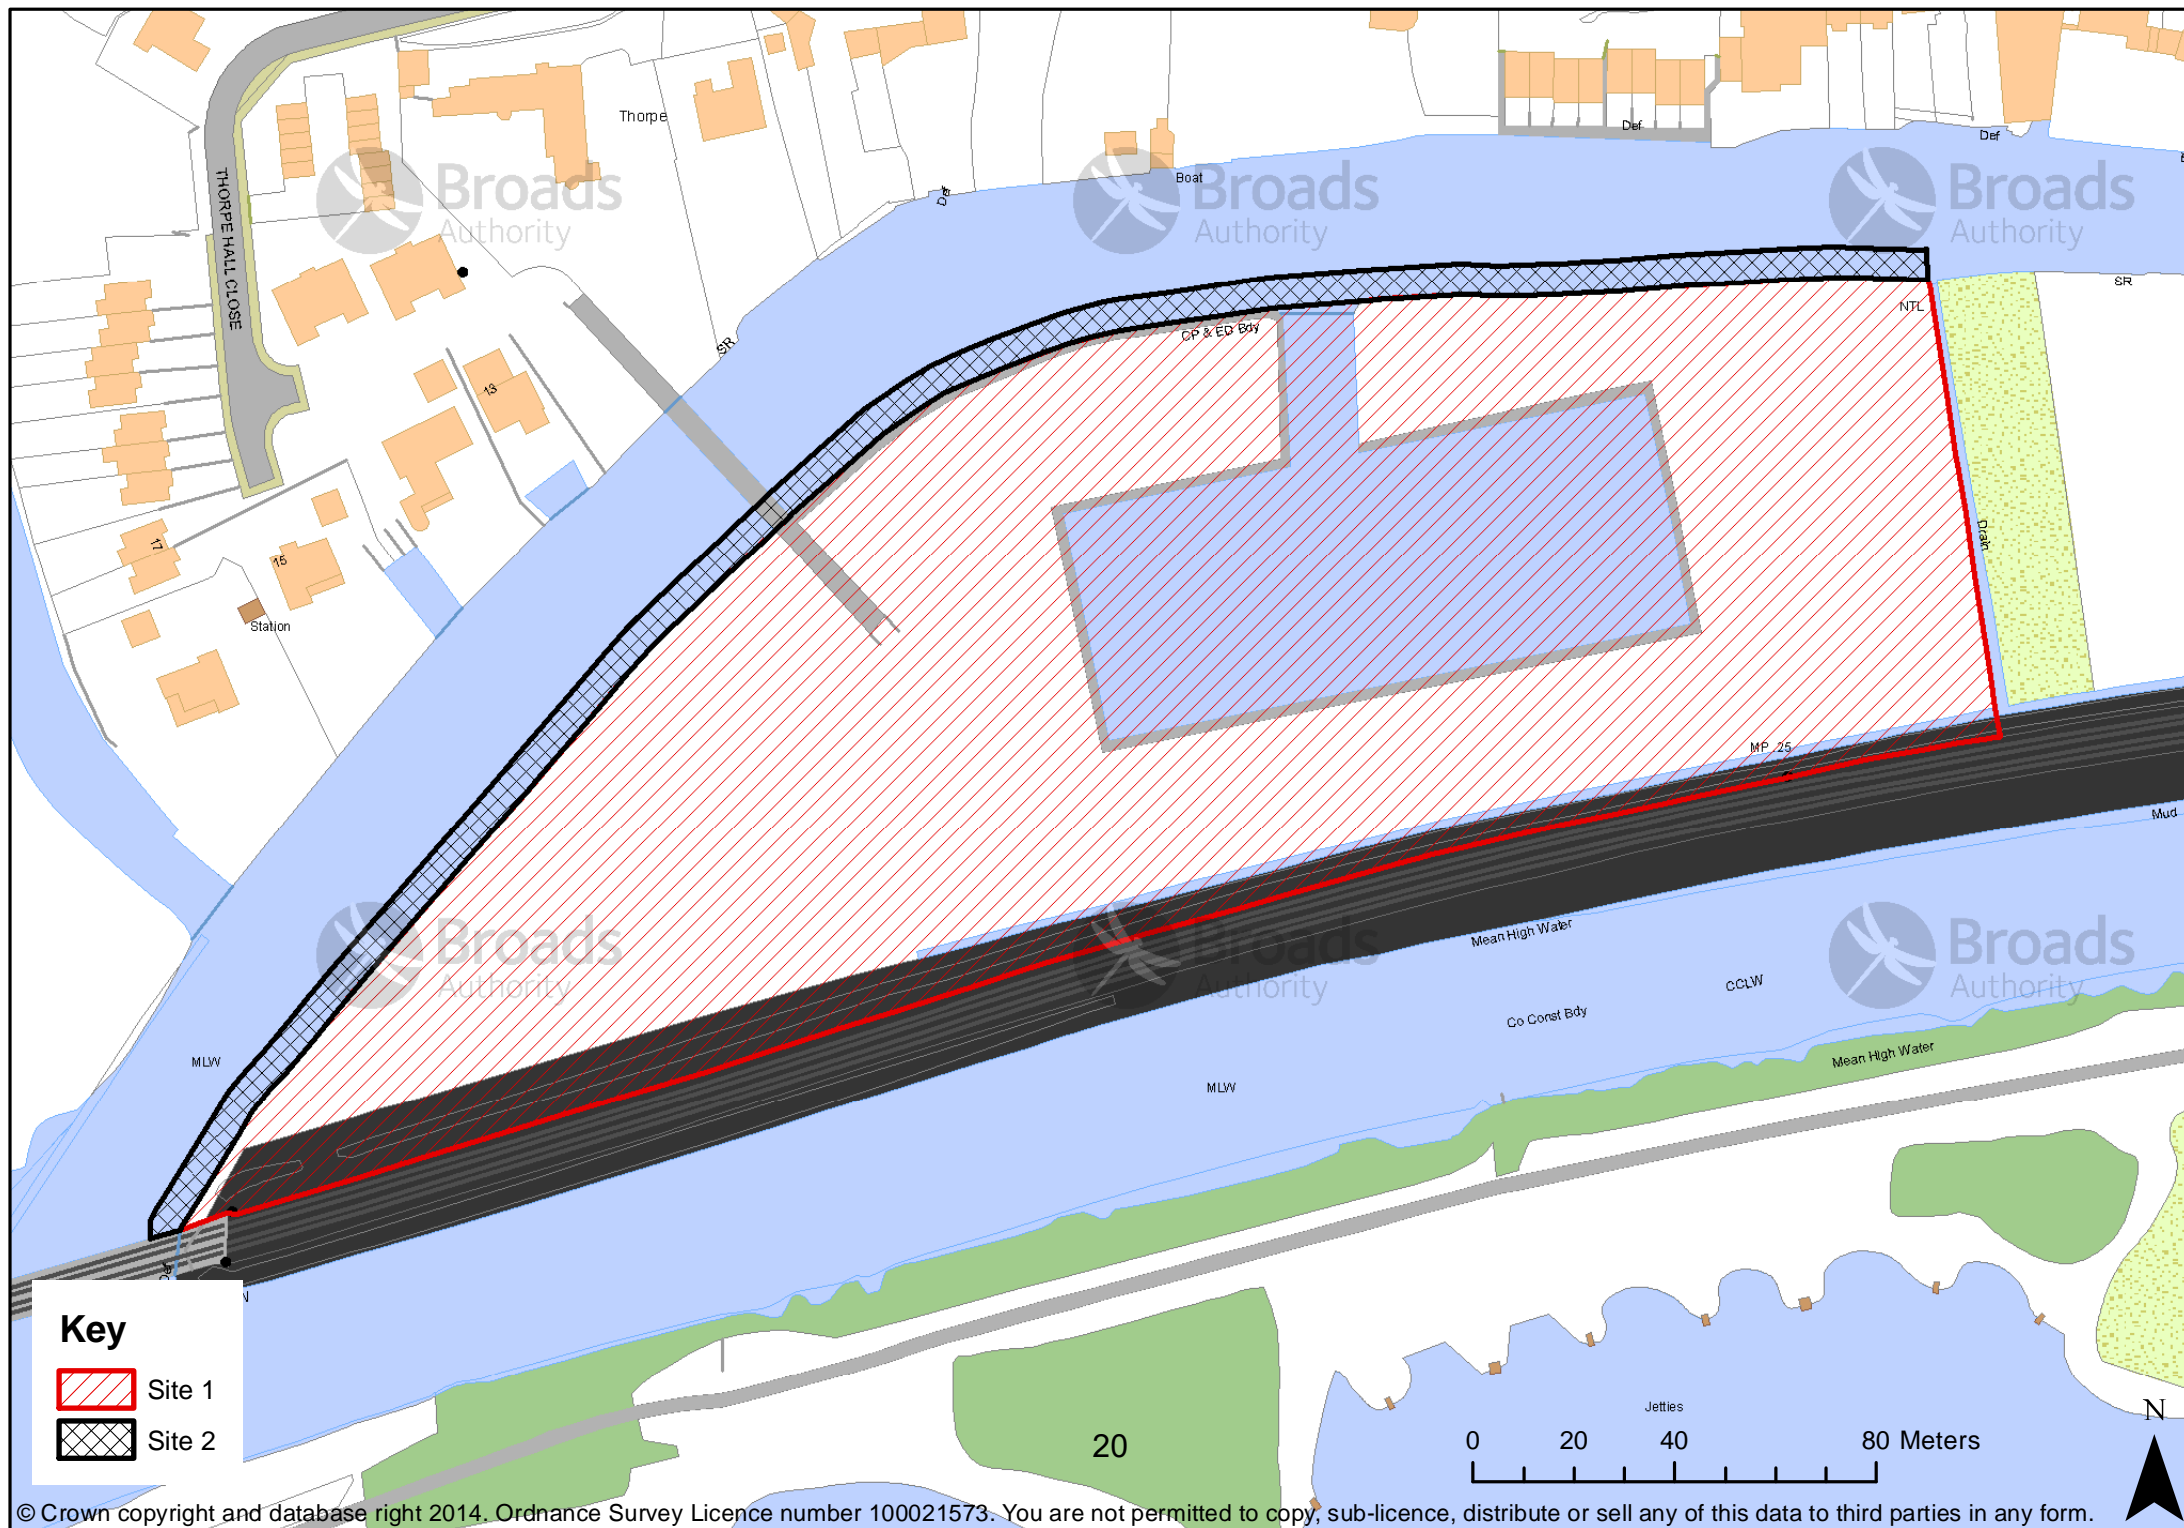 Thorpe
Def
Def
Broads
Authority
Boat
Broads
Authority
Broads
Authority
Def
THORPE HALL CLOSE
SR
NTL
SR
CP & ED Bdy
13
Drain
17
15
Station
MP .25
Mud
Broads
Authority
Broads
Authority
Mean High Water
Broads
Authority
CCLW
Co Const Bdy
Mean High Water
MLW
MLW
Def
Key
Site 1
Site 2
20
Jetties
N
0 20 40 80 Meters
© Crown copyright and database right 2014. Ordnance Survey Licence number 100021573. You are not permitted to copy, sub-licence, distribute or sell any of this data to third parties in any form.